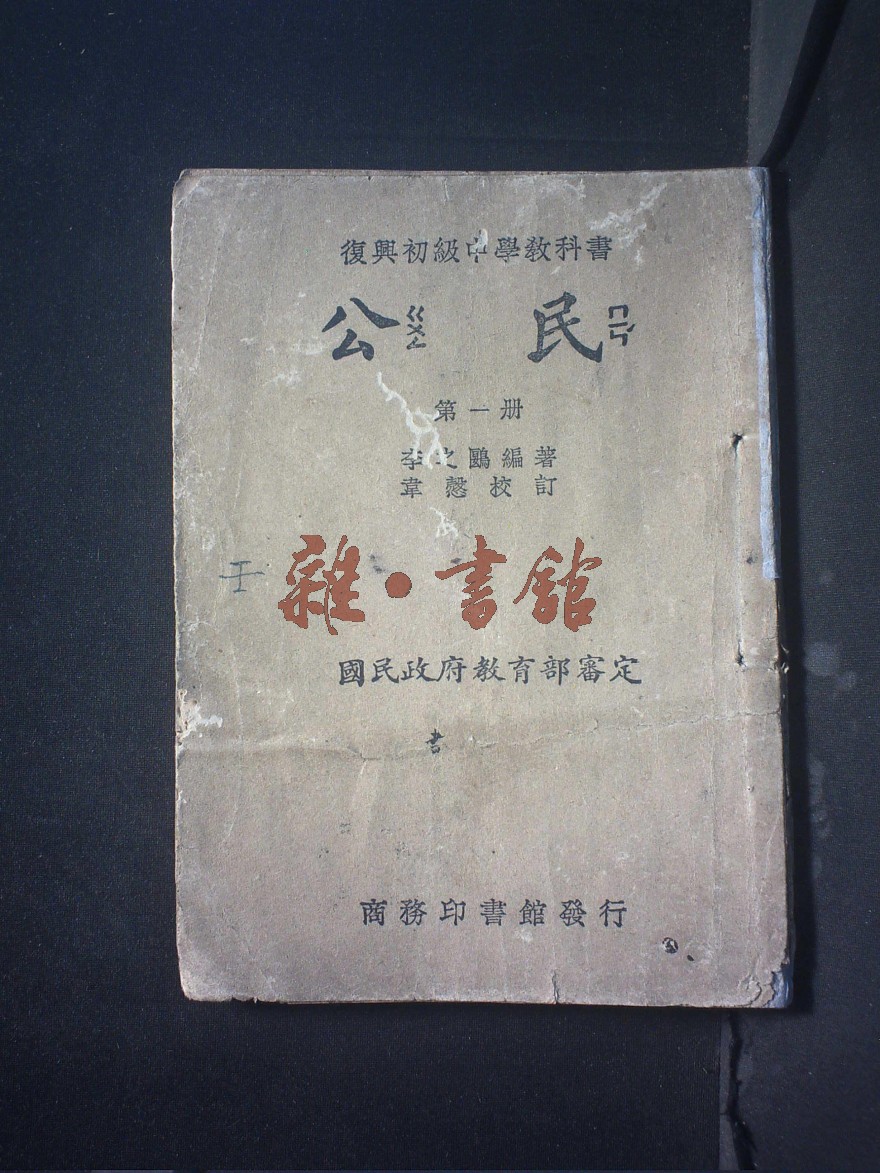 復興初級中學教科書
公ㄍㄨㄥ 民ㄇㄧㄣˊ
第一册
李之鷗編著
韋慤校訂
雜·書館
國民政府教育部審定
書
商務印書館發行